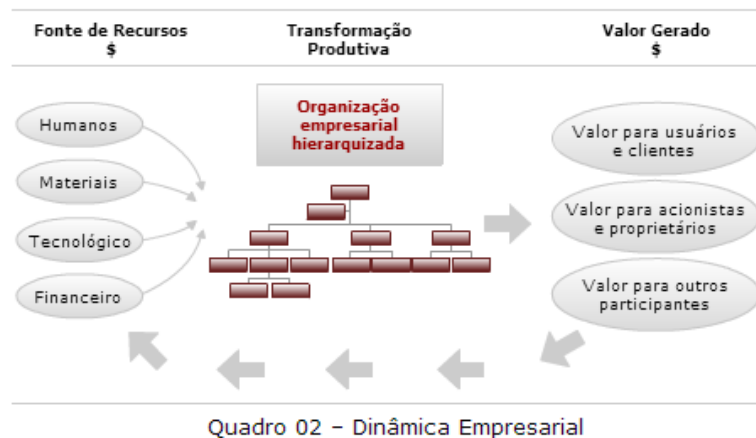 Fonte de Recursos
$
Transformação
Produtiva
Valor Gerado
$
Organização
empresarial
hierarquizada
Humanos
Materiais
Tecnológico
Financeiro
Valor para usuários
e clientes
Valor para acionistas
e proprietários
Valor para outros
participantes
Quadro 02 – Dinâmica Empresarial